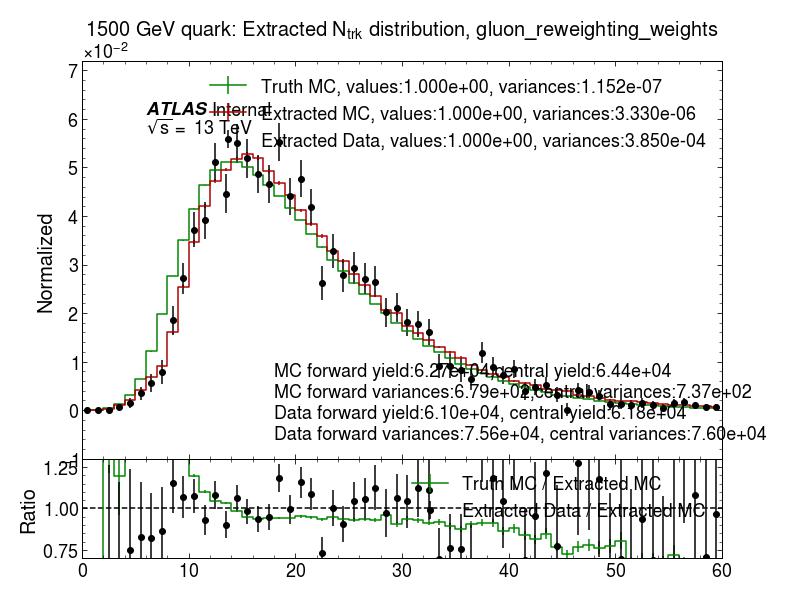 1500 GeV quark: Extracted Ntrk distribution, gluon_reweighting_weights
×10−2
Truth MC, values:1.000e+00, variances:1.152e-07
ATLAS Internal
Extracted MC, values:1.000e+00, variances:3.330e-06
√s = 13 TeV
Extracted Data, values:1.000e+00, variances:3.850e-04
7
6
5
4
3
2
1
0
1
Normalized
MC forward yield:6.27e+04, central yield:6.44e+04
MC forward variances:6.79e+02, central variances:7.37e+02
Data forward yield:6.10e+04, central yield:6.18e+04
Data forward variances:7.56e+04, central variances:7.60e+04
1.25
1.00
0.75
Ratio
Truth MC / Extracted MC
Extracted Data / Extracted MC
0 10 20 30 40 50 60